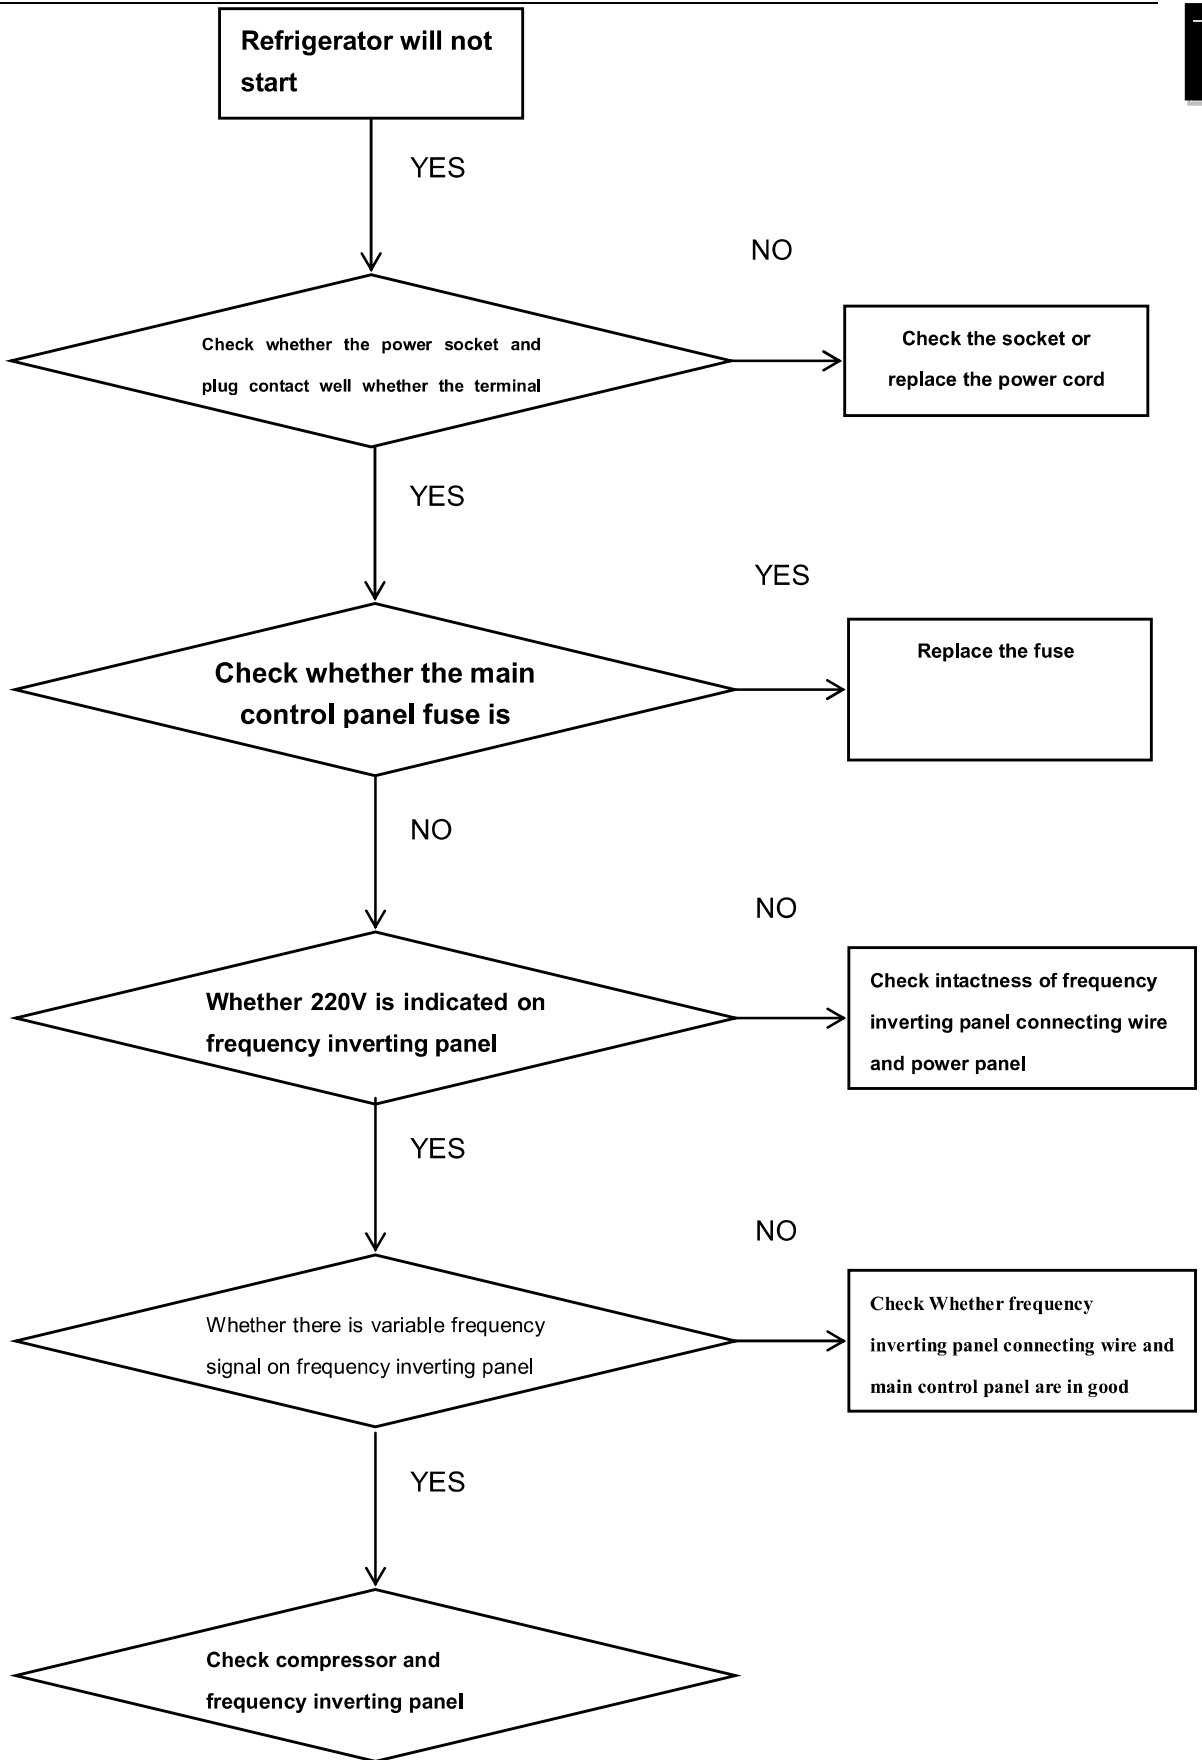 Refrigerator will not
start
YES
NO
Check whether the power socket and
plug contact well whether the terminal
Check the socket or
replace the power cord
YES
YES
Check whether the main
control panel fuse is
Replace the fuse
NO
NO
Whether 220V is indicated on
frequency inverting panel
Check intactness of frequency
inverting panel connecting wire
and power panel
YES
NO
Whether there is variable frequency
signal on frequency inverting panel
Check Whether frequency
inverting panel connecting wire and
main control panel are in good
YES
Check compressor and
frequency inverting panel